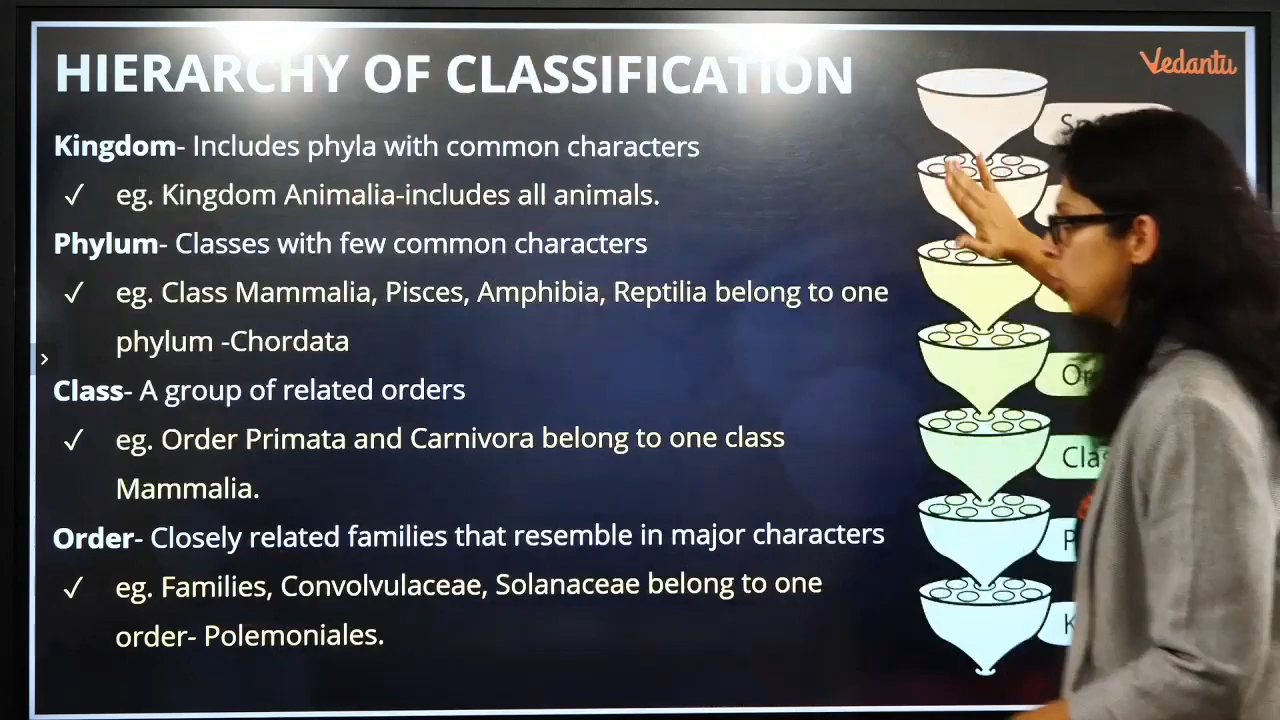 HIERARCHY OF CLASSIFICATION
Vedantu
Kingdom- Includes phyla with common characters
✓ eg. Kingdom Animalia-includes all animals.
Phylum- Classes with few common characters
✓ eg. Class Mammalia, Pisces, Amphibia, Reptilia belong to one
phylum -Chordata
Class- A group of related orders
✓ eg. Order Primata and Carnivora belong to one class
Mammalia.
Order- Closely related families that resemble in major characters
✓ eg. Families, Convolvulaceae, Solanaceae belong to one
order- Polemoniales.